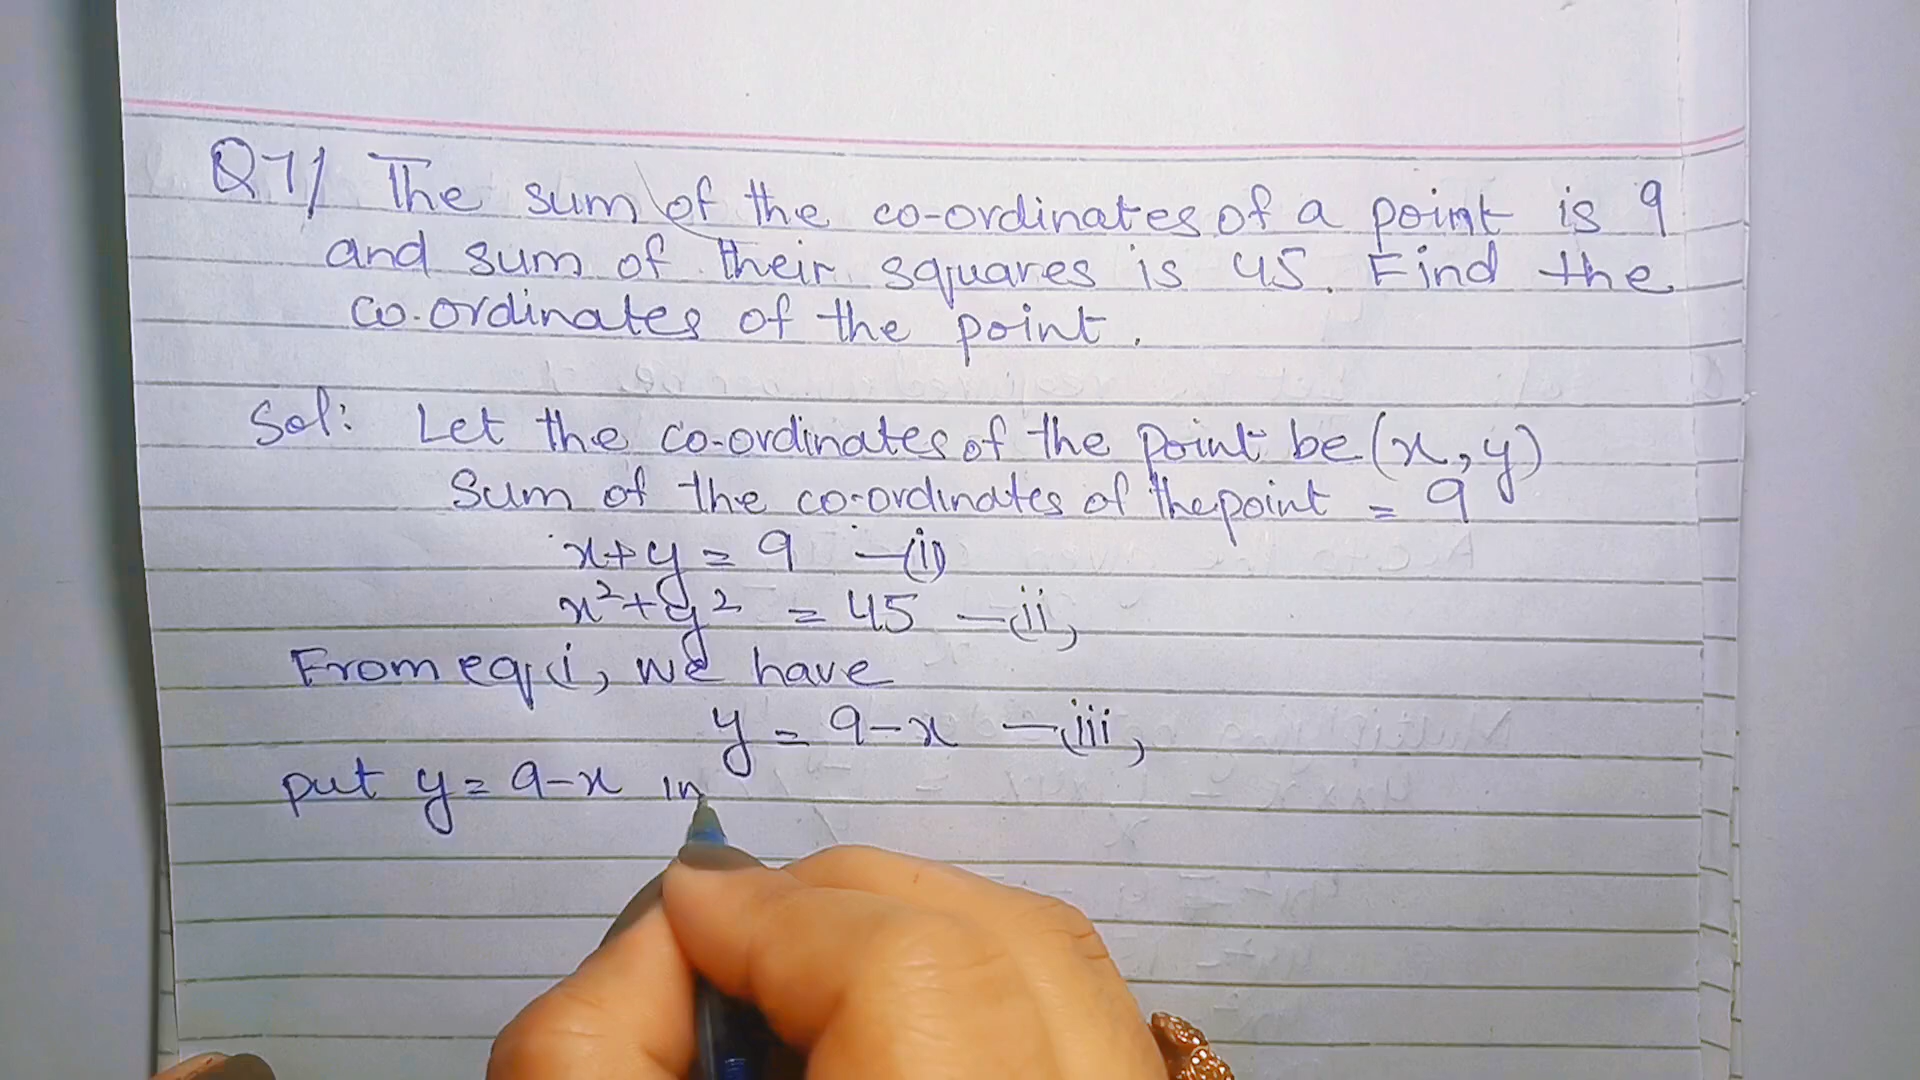 Q7/ The sum of the co-ordinates of a point is 9
and sum of their squares is 45. Find the
co-ordinates of the point.
Sol: Let the co-ordinates of the point be (x, y)
Sum of the co-ordinates of the point = 9
x+y = 9 —(i)
x²+y² = 45 —(ii)
From eq(i), we have
y = 9-x —(iii)
put y = 9-x in